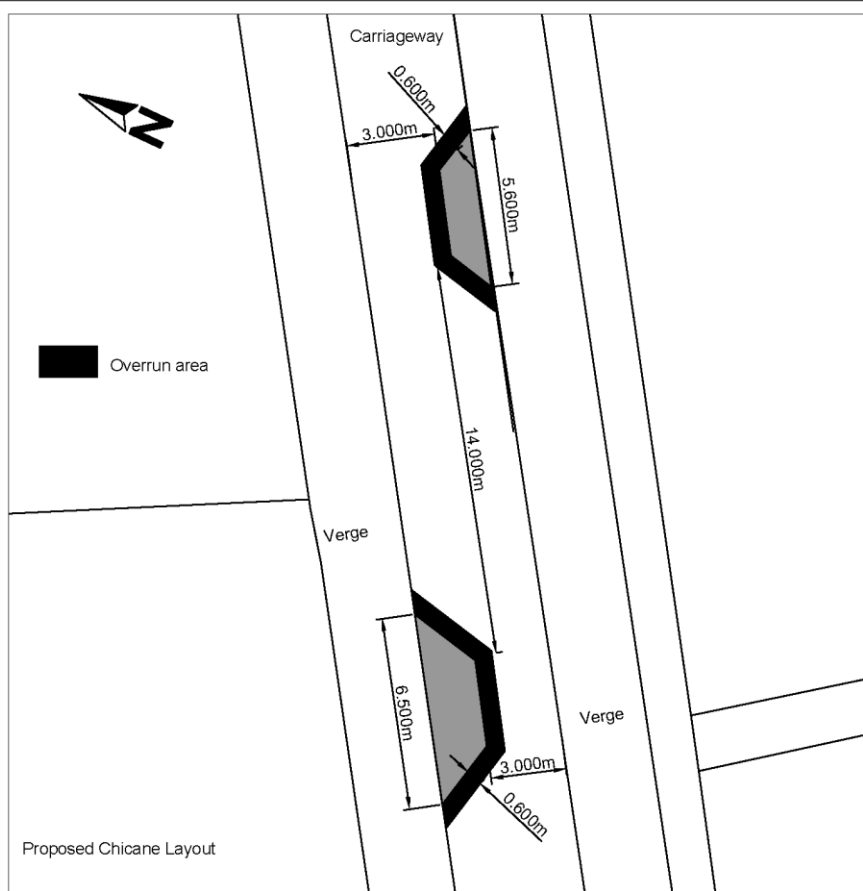 Carriageway
0.600m
3.000m
N
5.600m
Overrun area
14.000m
Verge
6.500m
Verge
3.000m
0.600m
Proposed Chicane Layout